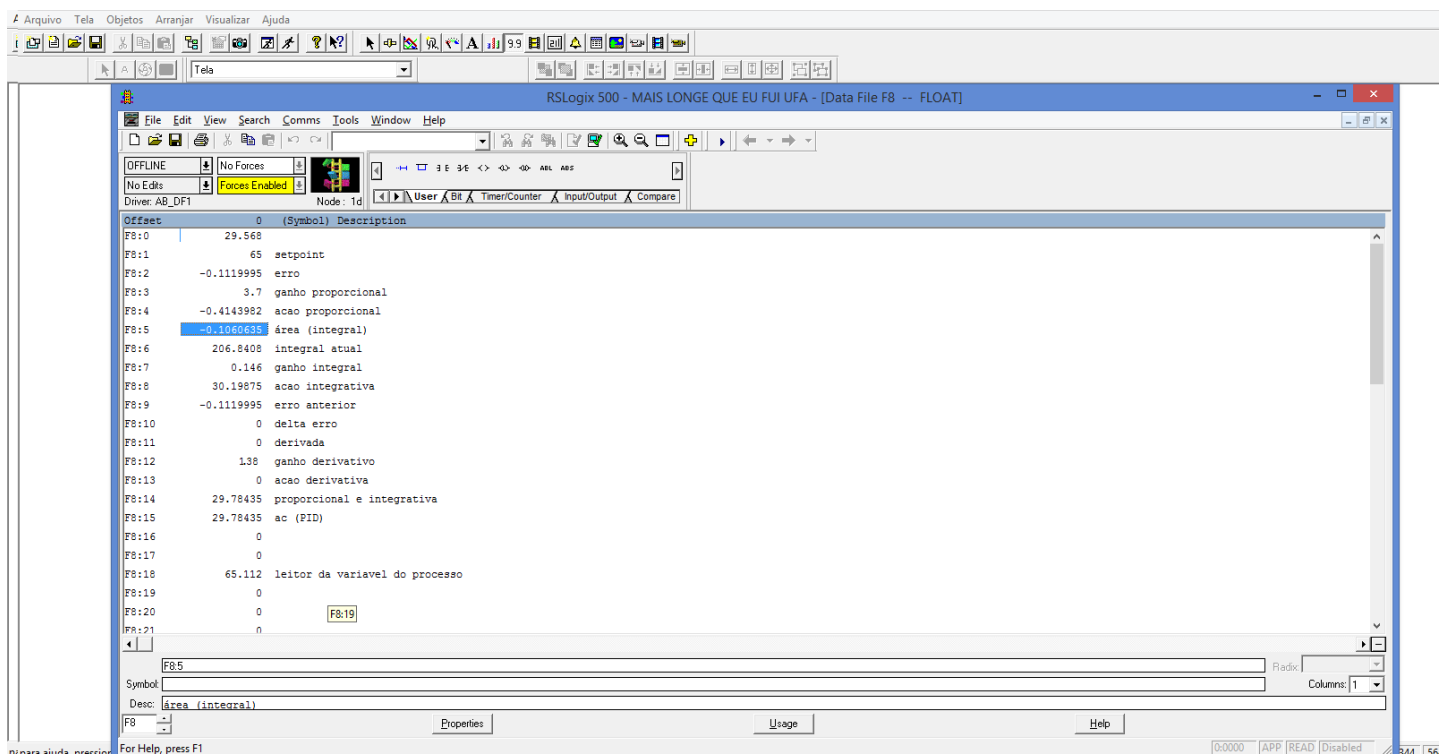 Arquivo Tela Objetos Arranjar Visualizar Ajuda
Tela
RSLogix 500 - MAIS LONGE QUE EU FUI UFA - [Data File F8 -- FLOAT]
File Edit View Search Comms Tools Window Help
OFFLINE No Forces
No Edits Forces Enabled
Driver: AB_DF1 Node : 1d
ABL ABS
User Bit Timer/Counter Input/Output Compare
Offset 0 (Symbol) Description
F8:0 29.568
F8:1 65 setpoint
F8:2 -0.1119995 erro
F8:3 3.7 ganho proporcional
F8:4 -0.4143982 acao proporcional
F8:5 -0.1060635 área (integral)
F8:6 206.8408 integral atual
F8:7 0.146 ganho integral
F8:8 30.19875 acao integrativa
F8:9 -0.1119995 erro anterior
F8:10 0 delta erro
F8:11 0 derivada
F8:12 1.38 ganho derivativo
F8:13 0 acao derivativa
F8:14 29.78435 proporcional e integrativa
F8:15 29.78435 ac (PID)
F8:16 0
F8:17 0
F8:18 65.112 leitor da variavel do processo
F8:19 0
F8:20 0 F8:19
F8:21 0
F8:5 Radix:
Symbol: Columns: 1
Desc: área (integral)
F8 Properties Usage Help
For Help, press F1 0:0000 APP READ Disabled